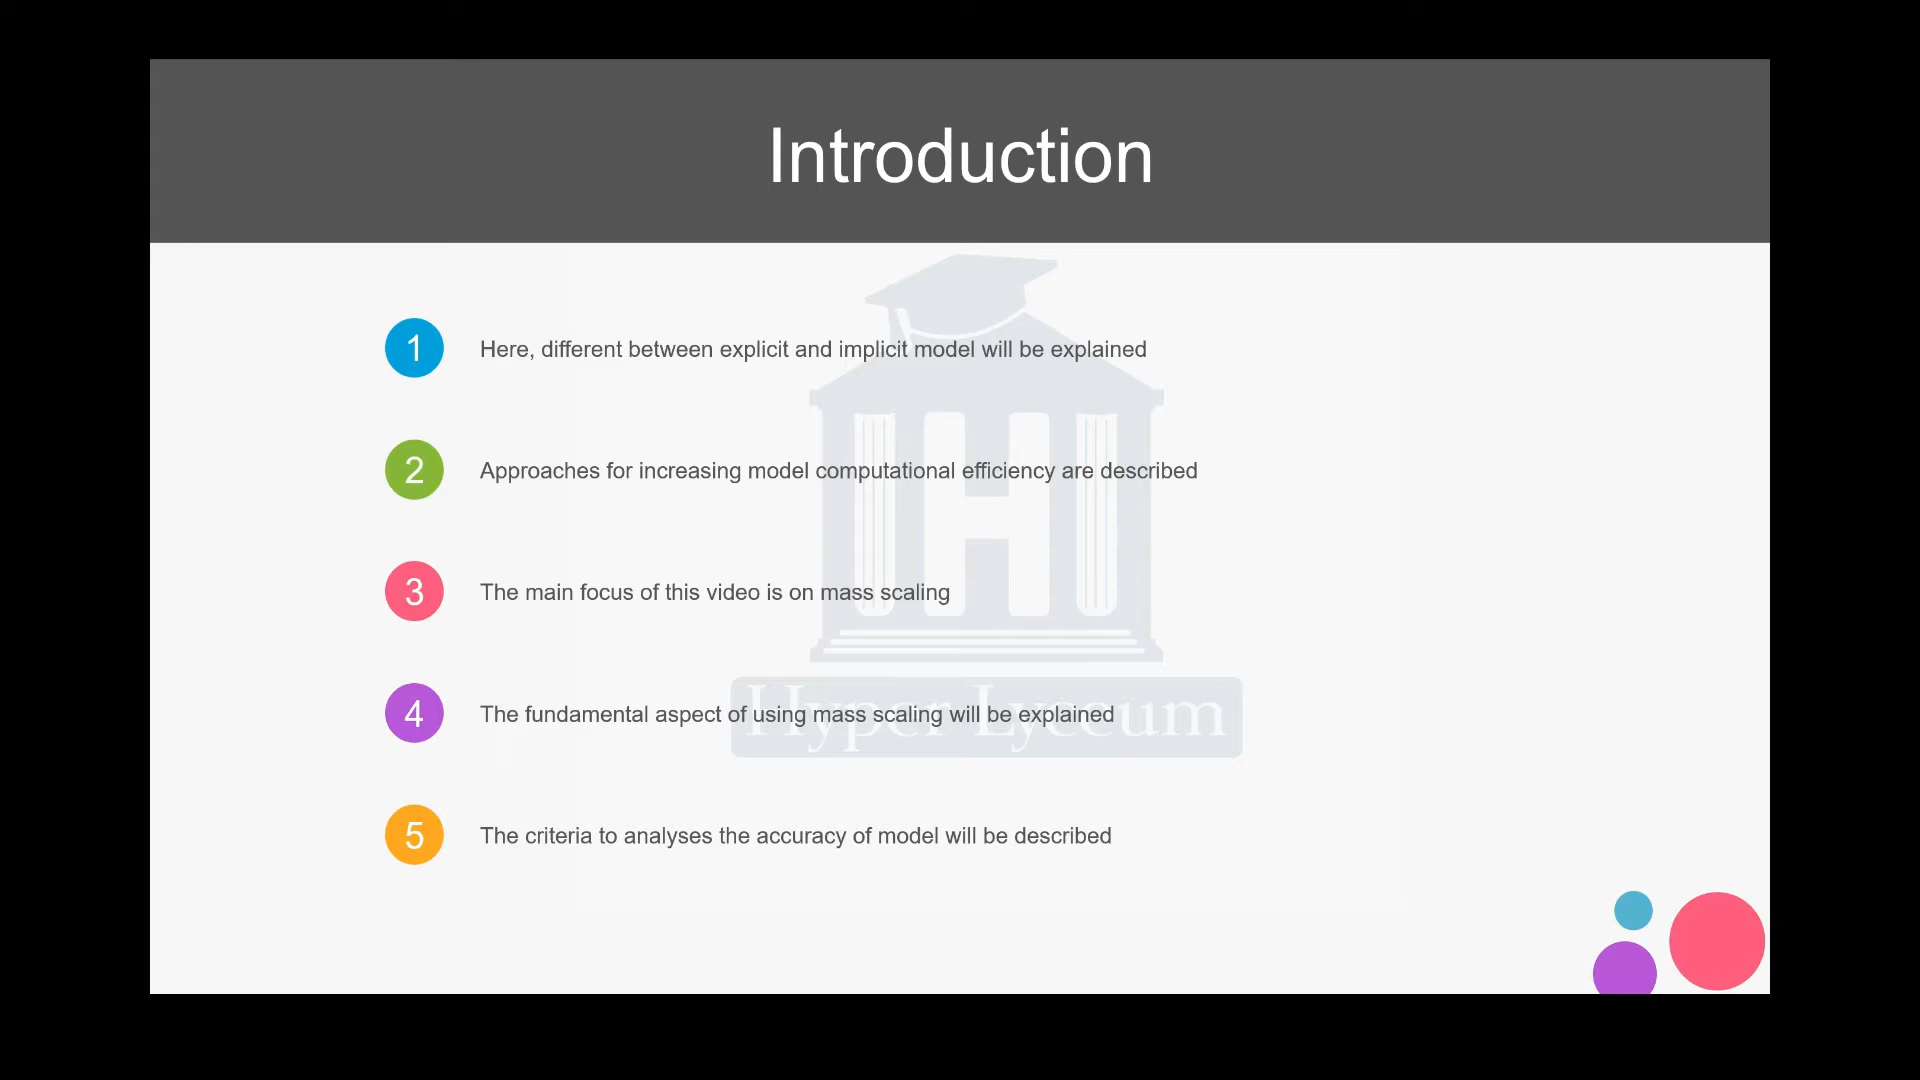 Introduction
1 Here, different between explicit and implicit model will be explained
2 Approaches for increasing model computational efficiency are described
3 The main focus of this video is on mass scaling
4 The fundamental aspect of using mass scaling will be explained
Hyper Lyceum
5 The criteria to analyses the accuracy of model will be described